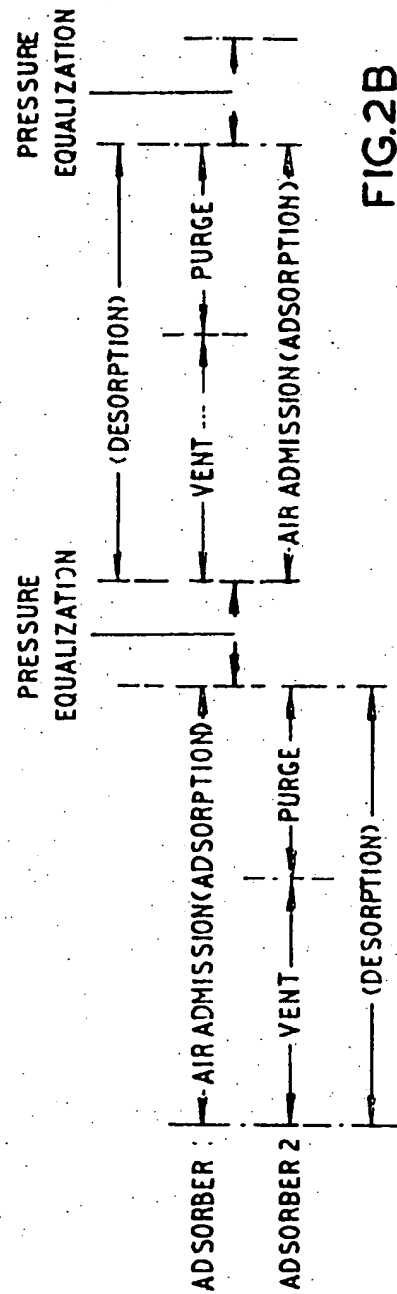 PRESSURE
EQUALIZATION
PRESSURE
EQUALIZATION
(DESORPTION)
ADSORBER 1
AIR ADMISSION(ADSORPTION)
VENT
PURGE
ADSORBER 2
VENT
PURGE
AIR ADMISSION(ADSORPTION)
(DESORPTION)
FIG.2B